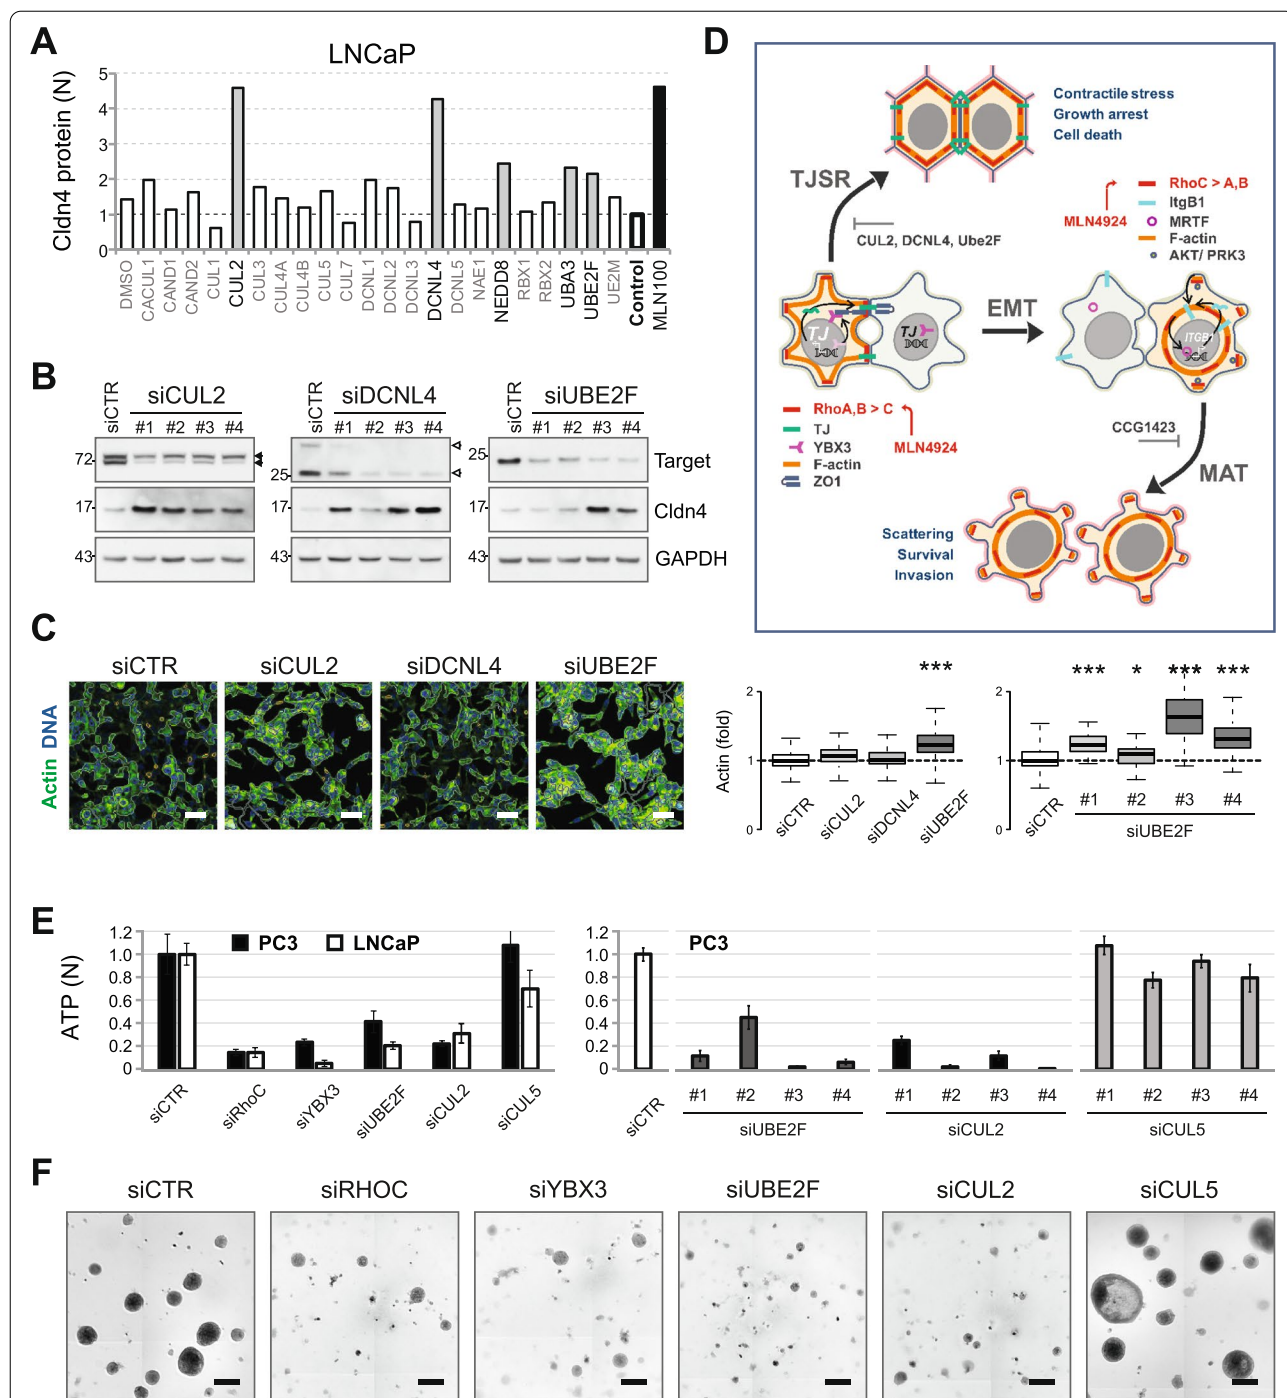 A
LNCaP
Cldn4 protein (N)
5
4
3
2
1
0
DMSO
CACUL1
CAND1
CAND2
CUL1
CUL2
CUL3
CUL4A
CUL4B
CUL5
CUL7
DCNL1
DCNL2
DCNL3
DCNL4
DCNL5
NAE1
NEDD8
RBX1
RBX2
UBA3
UBE2F
UE2M
Control
MLN100
B
siCTR
siCUL2
#1 #2 #3 #4
siCTR
siDCNL4
#1 #2 #3 #4
siCTR
siUBE2F
#1 #2 #3 #4
72
25
25
Target
17
17
17
Cldn4
43
43
43
GAPDH
C
siCTR
siCUL2
siDCNL4
siUBE2F
Actin DNA
Actin (fold)
2
1
0
***
siCTR
siCUL2
siDCNL4
siUBE2F
2
1
0
*** * *** ***
siCTR
#1 #2 #3 #4
siUBE2F
D
Contractile stress
Growth arrest
Cell death
TJSR
CUL2, DCNL4, Ube2F
MLN4924
RhoC > A,B
ItgB1
MRTF
F-actin
AKT/ PRK3
TJ
TJ
EMT
ITGB1
RhoA,B > C
TJ
YBX3
F-actin
ZO1
MLN4924
CCG1423
MAT
Scattering
Survival
Invasion
E
ATP (N)
1.2
1.0
0.8
0.6
0.4
0.2
0
PC3 LNCaP
siCTR
siRhoC
siYBX3
siUBE2F
siCUL2
siCUL5
1.2
1.0
0.8
0.6
0.4
0.2
0
PC3
siCTR
#1 #2 #3 #4
siUBE2F
#1 #2 #3 #4
siCUL2
#1 #2 #3 #4
siCUL5
F
siCTR
siRHOC
siYBX3
siUBE2F
siCUL2
siCUL5